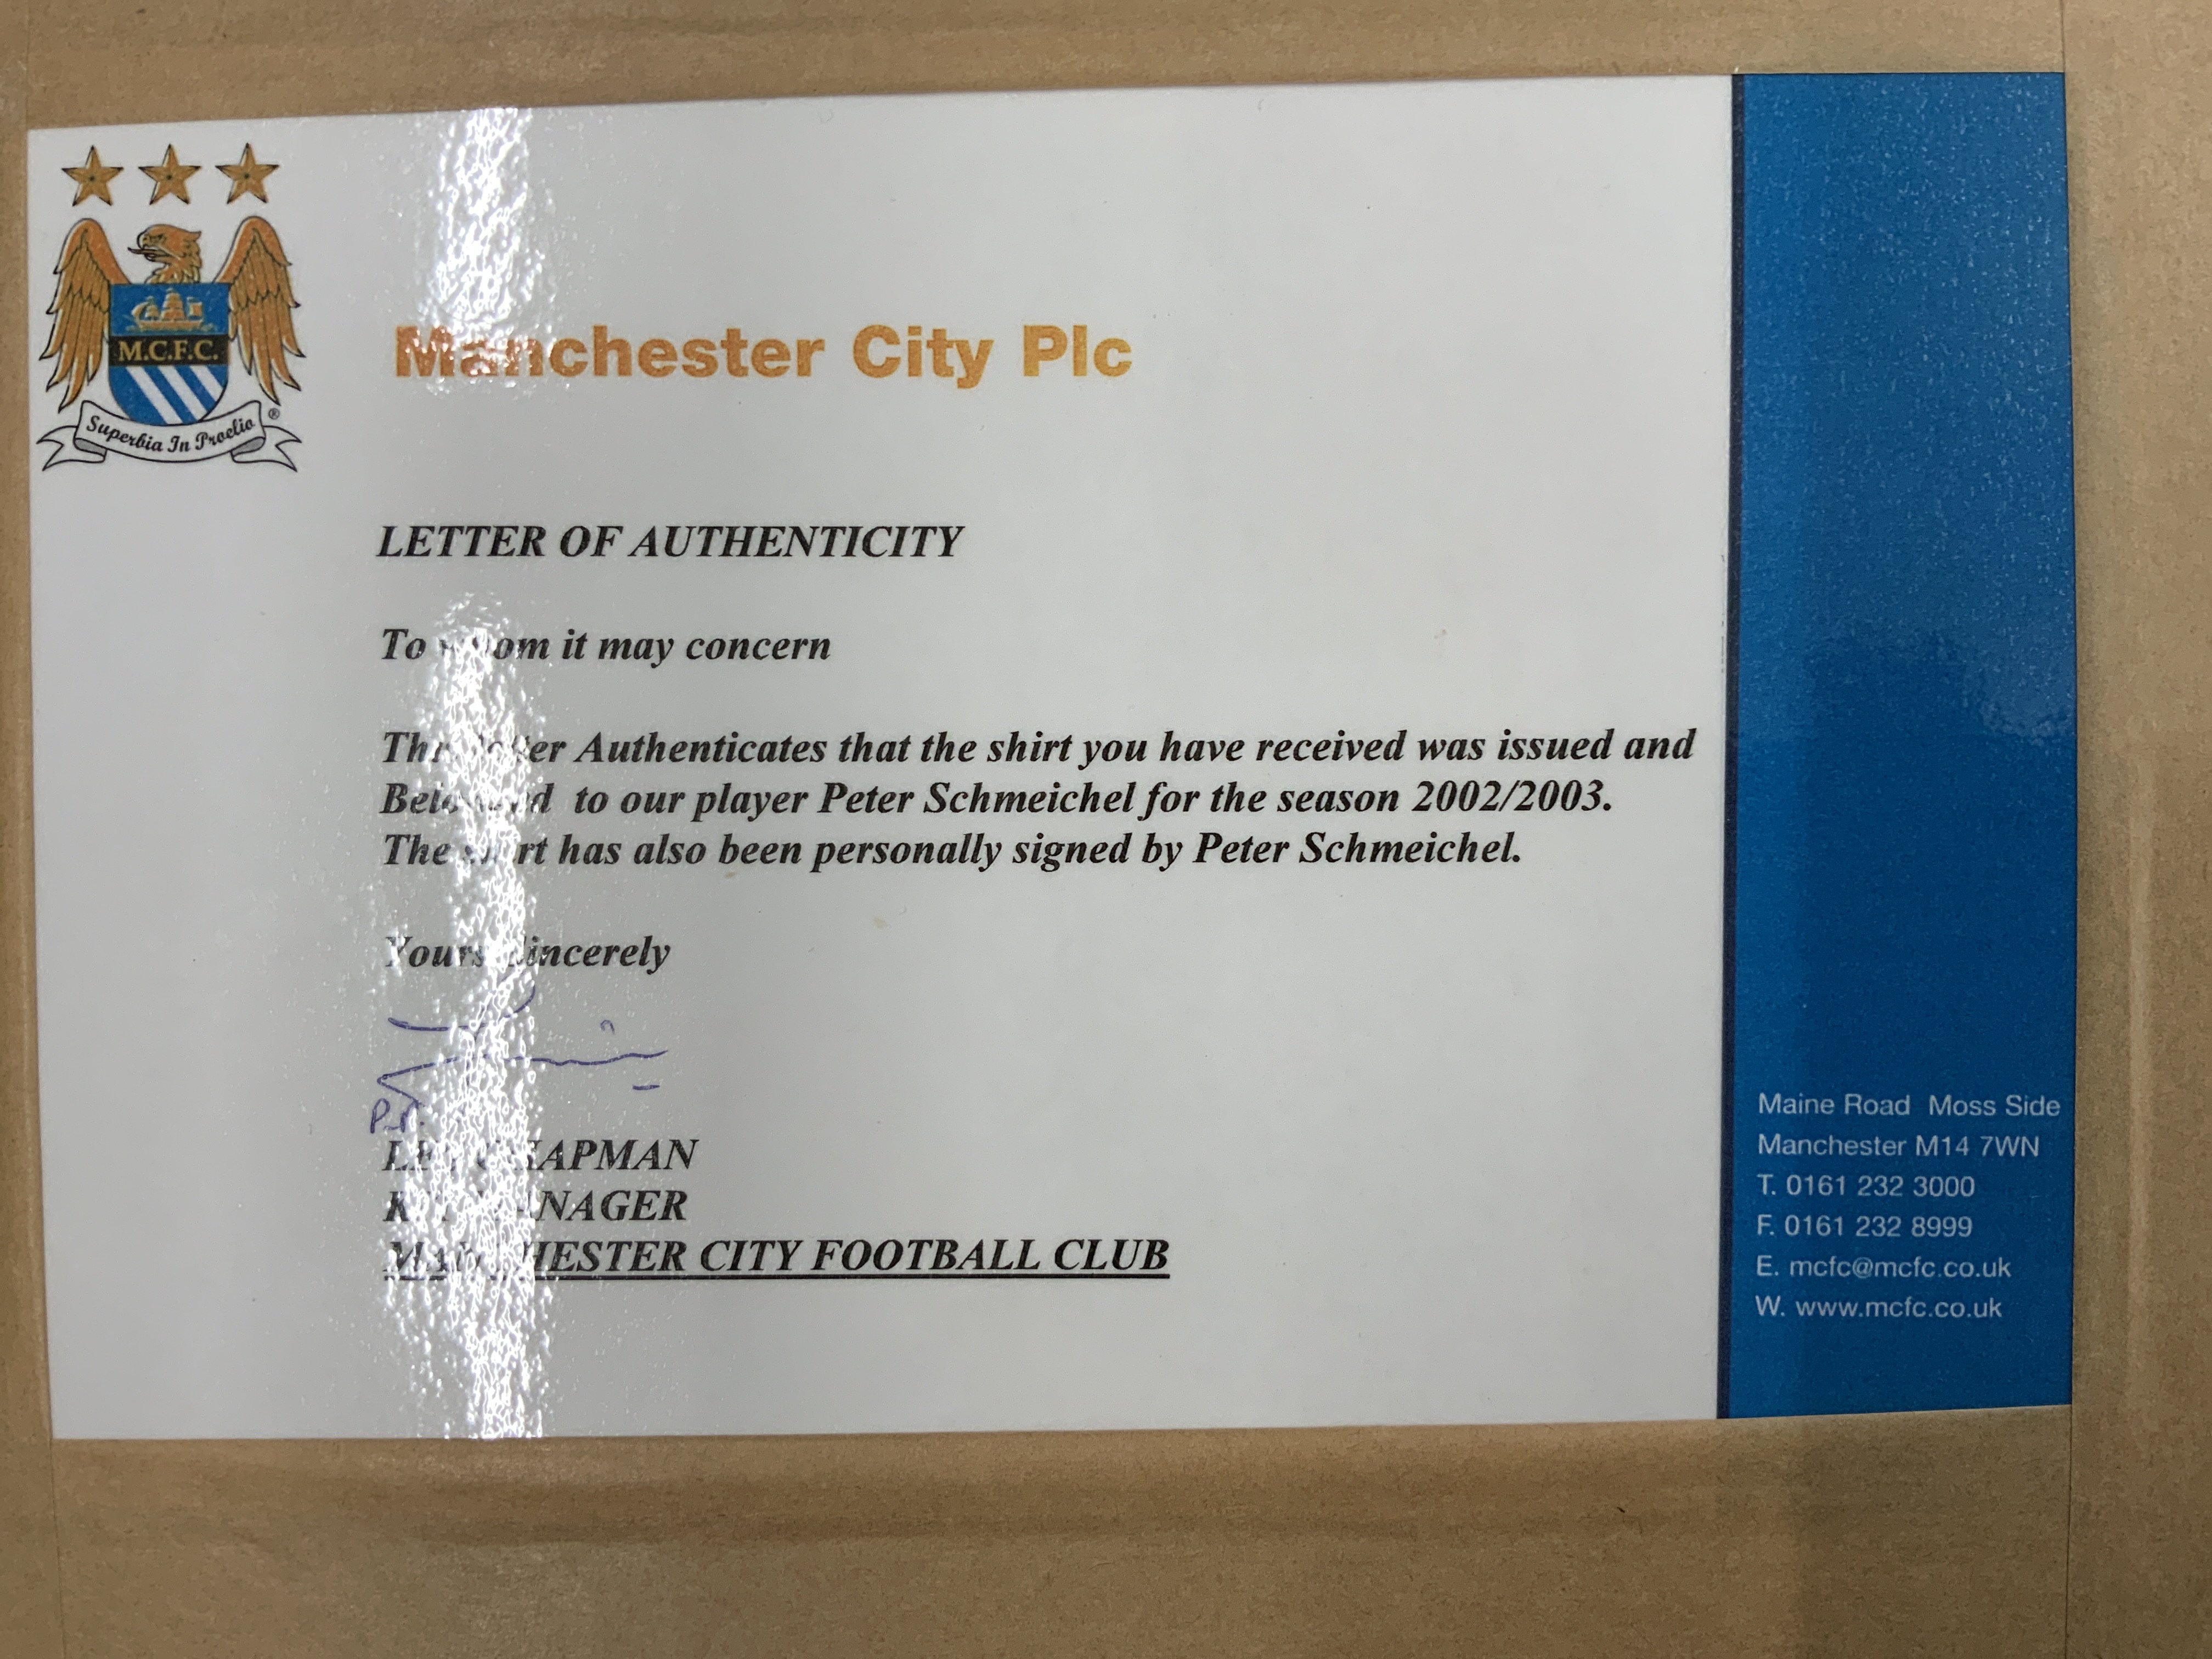 M.C.F.C.
Superbia In Proelio
®
Manchester City Plc
LETTER OF AUTHENTICITY
To whom it may concern
letter Authenticates that the shirt you have received was issued and
Belonged to our player Peter Schmeichel for the season 2002/2003.
The shirt has also been personally signed by Peter Schmeichel.
Yours sincerely
P.P.
CHAPMAN
KIT MANAGER
MANCHESTER CITY FOOTBALL CLUB
Maine Road Moss Side
Manchester M14 7WN
T. 0161 232 3000
F. 0161 232 8999
E. mcfc@mcfc.co.uk
W. www.mcfc.co.uk